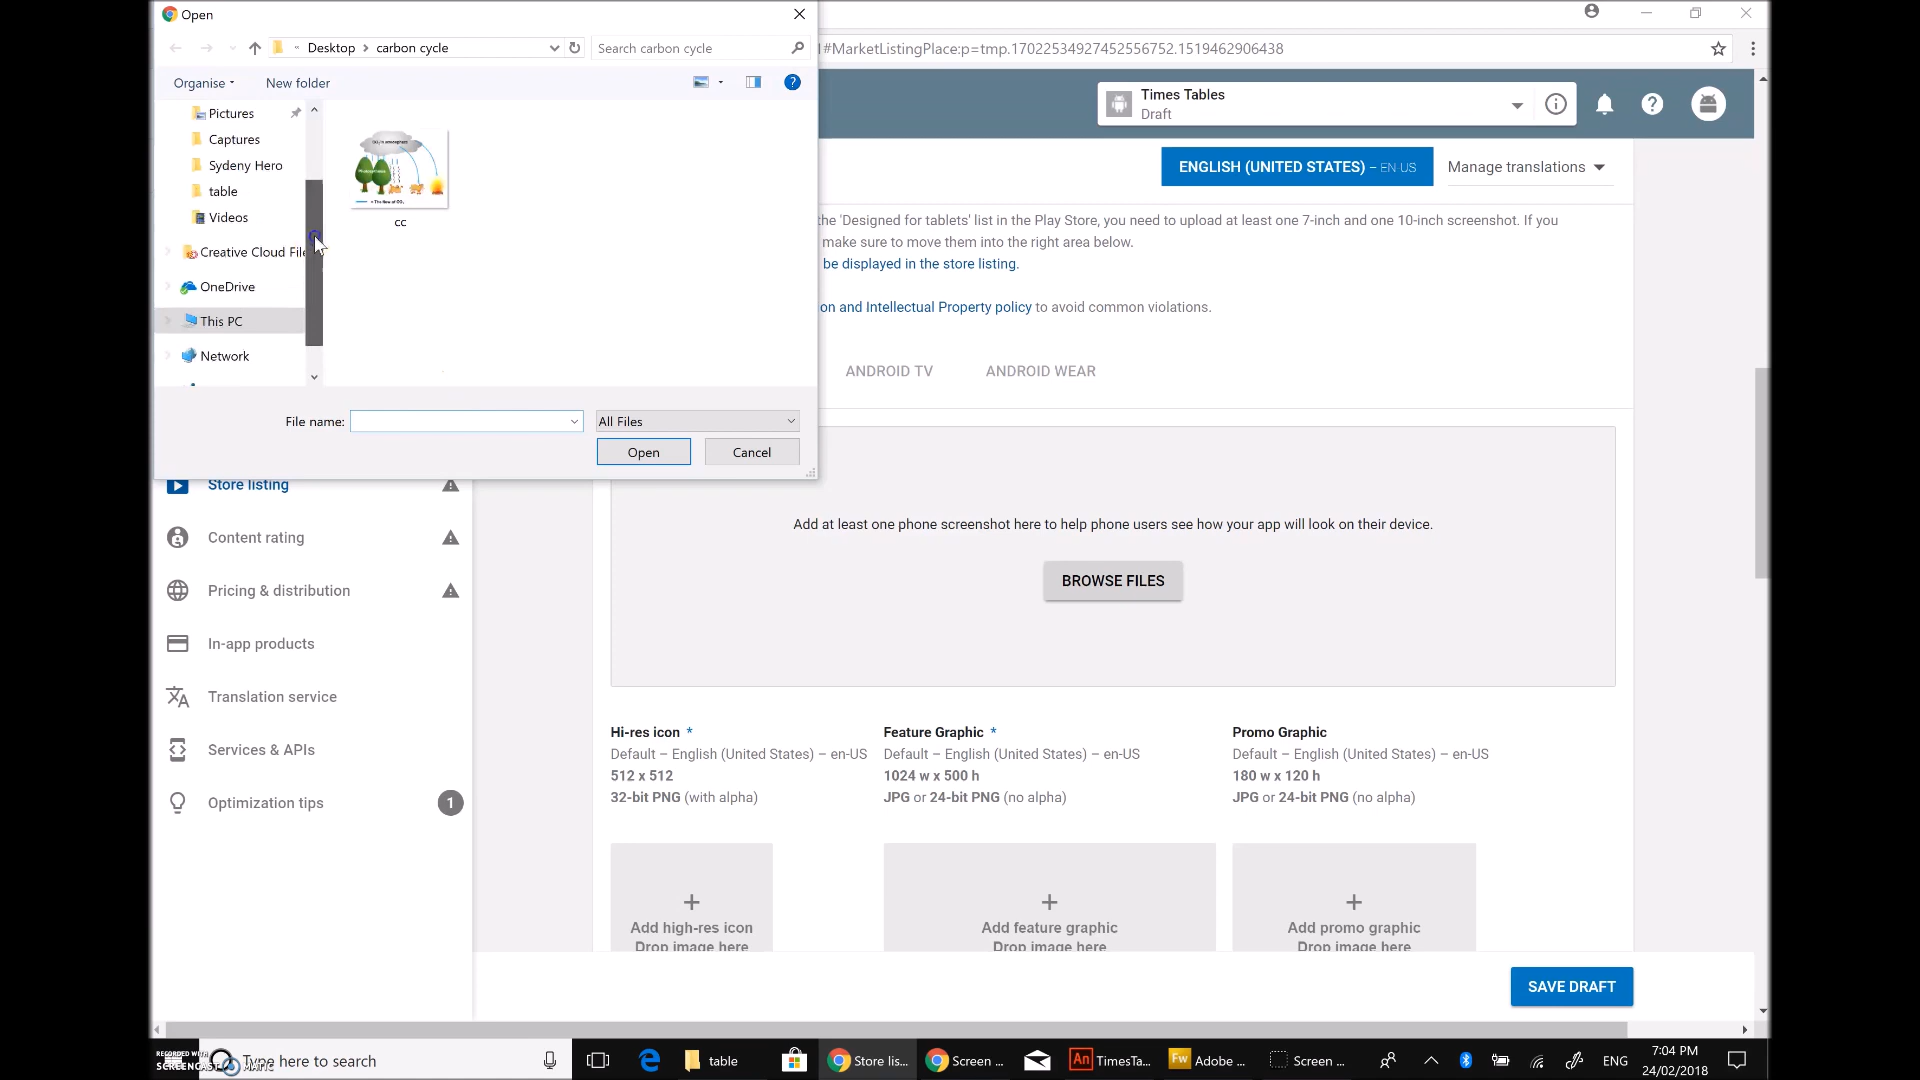 Open
Desktop > carbon cycle
Search carbon cycle
#MarketListingPlace:p=tmp.17022534927452556752.1519462906438
Organise
New folder
Times Tables
Draft
Pictures
Captures
Sydeny Hero
table
Videos
Creative Cloud File
OneDrive
This PC
Network
cc
ENGLISH (UNITED STATES) – EN-US
Manage translations
the 'Designed for tablets' list in the Play Store, you need to upload at least one 7-inch and one 10-inch screenshot. If you
make sure to move them into the right area below.
be displayed in the store listing.
on and Intellectual Property policy to avoid common violations.
ANDROID TV
ANDROID WEAR
File name:
All Files
Open
Cancel
Store listing
Content rating
Pricing & distribution
In-app products
Translation service
Services & APIs
Optimization tips
1
Add at least one phone screenshot here to help phone users see how your app will look on their device.
BROWSE FILES
Hi-res icon *
Default – English (United States) – en-US
512 x 512
32-bit PNG (with alpha)
Feature Graphic *
Default – English (United States) – en-US
1024 w x 500 h
JPG or 24-bit PNG (no alpha)
Promo Graphic
Default – English (United States) – en-US
180 w x 120 h
JPG or 24-bit PNG (no alpha)
Add high-res icon
Drop image here
Add feature graphic
Drop image here
Add promo graphic
Drop image here
SAVE DRAFT
RECORDED WITH
Type here to search
table
Store lis...
Screen ...
TimesTa...
Adobe ...
Screen ...
ENG
7:04 PM
24/02/2018